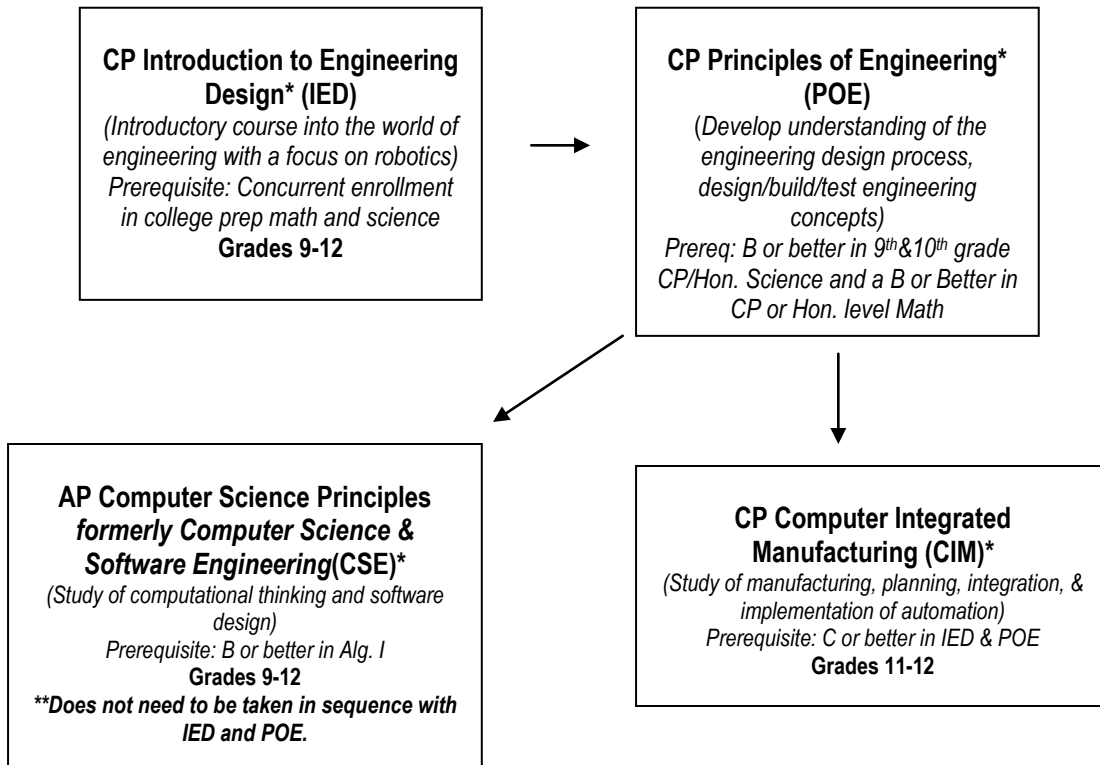 CP Introduction to Engineering
Design* (IED)
(Introductory course into the world of
engineering with a focus on robotics)
Prerequisite: Concurrent enrollment
in college prep math and science
Grades 9-12
CP Principles of Engineering*
(POE)
(Develop understanding of the
engineering design process,
design/build/test engineering
concepts)
Prereq: B or better in 9th&10th grade
CP/Hon. Science and a B or Better in
CP or Hon. level Math
AP Computer Science Principles
formerly Computer Science &
Software Engineering(CSE)*
(Study of computational thinking and software
design)
Prerequisite: B or better in Alg. I
Grades 9-12
**Does not need to be taken in sequence with
IED and POE.
CP Computer Integrated
Manufacturing (CIM)*
(Study of manufacturing, planning, integration, &
implementation of automation)
Prerequisite: C or better in IED & POE
Grades 11-12